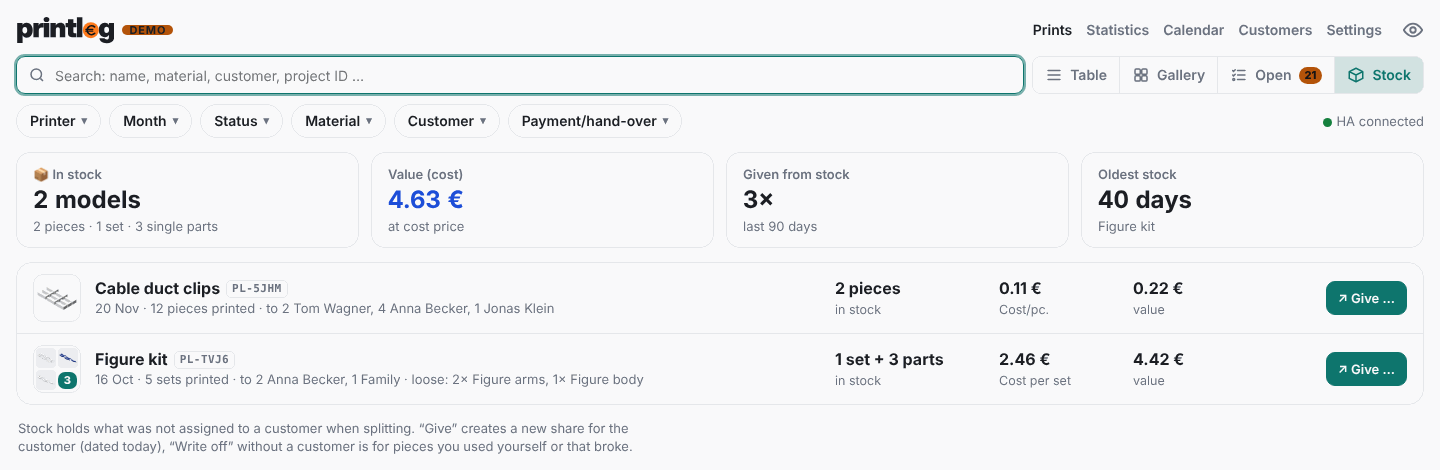 printl€g DEMO
Prints Statistics Calendar Customers Settings
Search: name, material, customer, project ID ...
Table Gallery Open 21 Stock
Printer ▾ Month ▾ Status ▾ Material ▾ Customer ▾ Payment/hand-over ▾
HA connected
📦 In stock
2 models
2 pieces · 1 set · 3 single parts
Value (cost)
4.63 €
at cost price
Given from stock
3×
last 90 days
Oldest stock
40 days
Figure kit
Cable duct clips PL-5JHM
20 Nov · 12 pieces printed · to 2 Tom Wagner, 4 Anna Becker, 1 Jonas Klein
2 pieces
in stock
0.11 €
Cost/pc.
0.22 €
value
↗ Give ...
3
Figure kit PL-TVJ6
16 Oct · 5 sets printed · to 2 Anna Becker, 1 Family · loose: 2× Figure arms, 1× Figure body
1 set + 3 parts
in stock
2.46 €
Cost per set
4.42 €
value
↗ Give ...
Stock holds what was not assigned to a customer when splitting. “Give” creates a new share for the
customer (dated today), “Write off” without a customer is for pieces you used yourself or that broke.